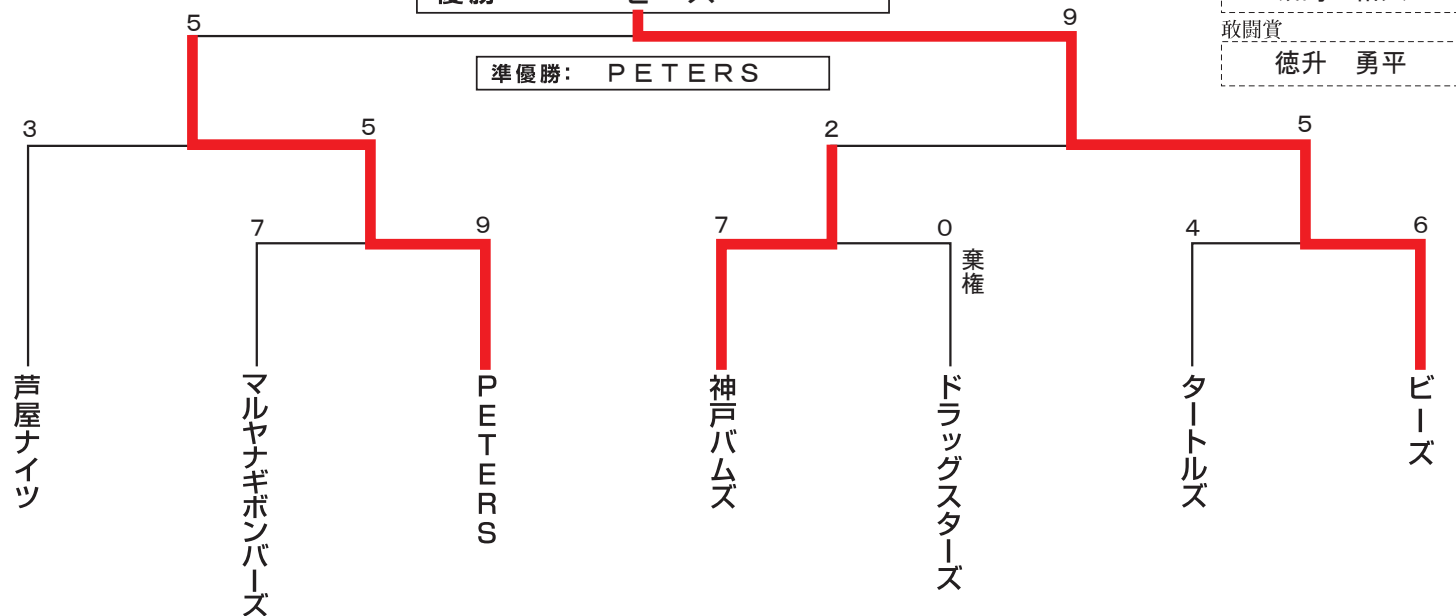 5
9
敢闘賞
準優勝： ＰＥＴＥＲＳ
徳升　勇平
3
5
2
5
7
9
7
0
4
6
棄権
芦屋ナイツ
マルヤナギボンバーズ
ＰＥＴＥＲＳ
神戸バムズ
ドラッグスターズ
タートルズ
ビーズ